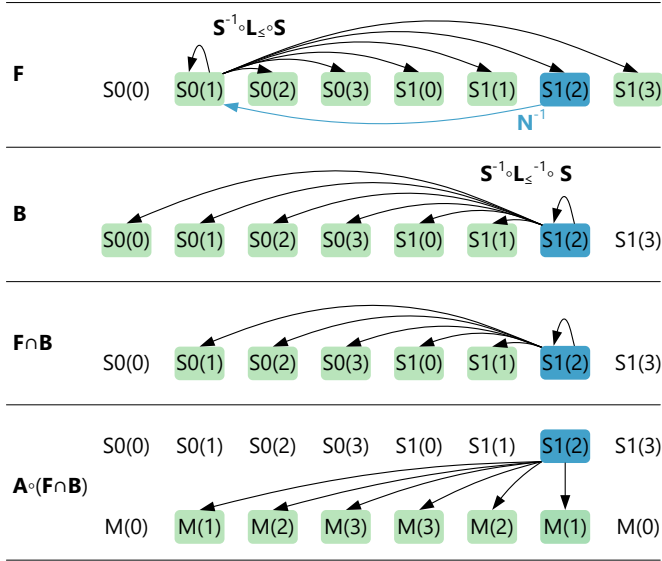 S⁻¹∘L≤∘S
F
S0(0) S0(1) S0(2) S0(3) S1(0) S1(1) S1(2) S1(3)
N⁻¹
S⁻¹∘L≤⁻¹∘ S
B
S0(0) S0(1) S0(2) S0(3) S1(0) S1(1) S1(2) S1(3)
F∩B
S0(0) S0(1) S0(2) S0(3) S1(0) S1(1) S1(2) S1(3)
S0(0) S0(1) S0(2) S0(3) S1(0) S1(1) S1(2) S1(3)
A∘(F∩B)
M(0) M(1) M(2) M(3) M(3) M(2) M(1) M(0)